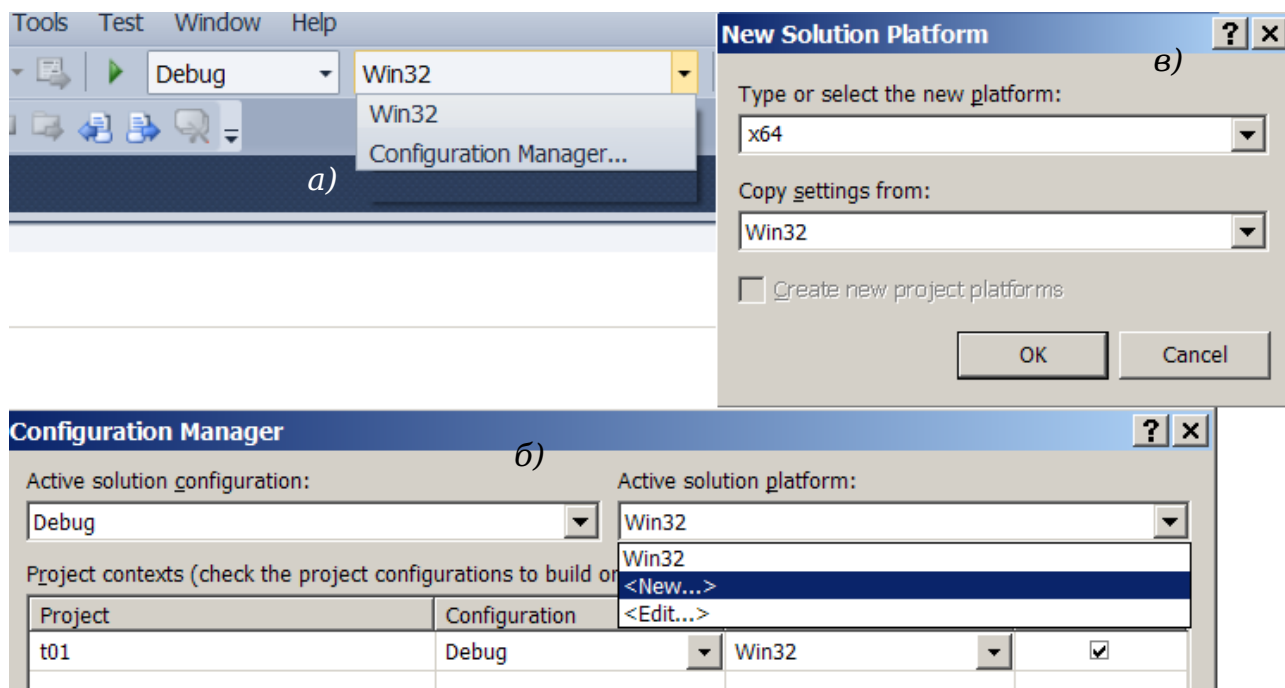 Tools Test Window Help
Debug Win32
Win32
Configuration Manager...
а)
New Solution Platform
в)
Type or select the new platform:
x64
Copy settings from:
Win32
Create new project platforms
OK Cancel
Configuration Manager
б)
Active solution configuration: Active solution platform:
Debug Win32
Win32
<New...>
<Edit...>
Project contexts (check the project configurations to build or
Project Configuration
t01 Debug Win32